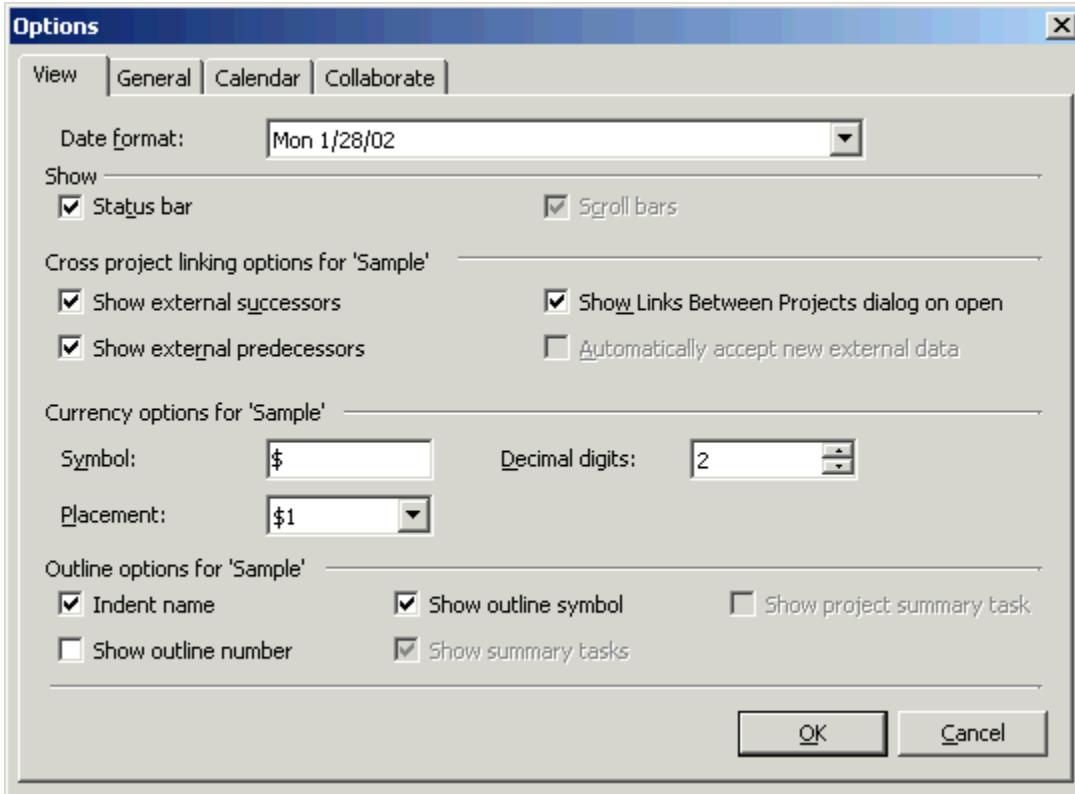 Options
View General Calendar Collaborate
Date format: Mon 1/28/02
Show
Status bar Scroll bars
Cross project linking options for 'Sample'
Show external successors Show Links Between Projects dialog on open
Show external predecessors Automatically accept new external data
Currency options for 'Sample'
Symbol: $ Decimal digits: 2
Placement: $1
Outline options for 'Sample'
Indent name Show outline symbol Show project summary task
Show outline number Show summary tasks
OK Cancel